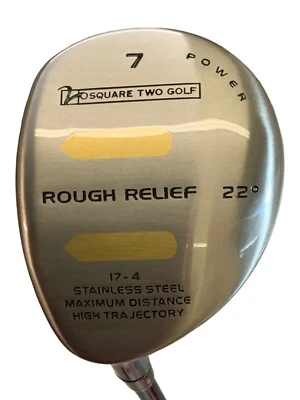 7
POWER
SQUARE TWO GOLF
ROUGH RELIEF 22°
17-4
STAINLESS STEEL
MAXIMUM DISTANCE
HIGH TRAJECTORY